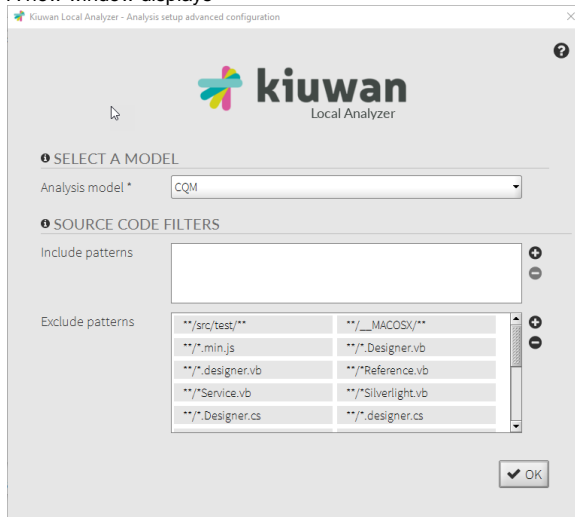 A new window displays
Kiuwan Local Analyzer - Analysis setup advanced configuration
kiuwan
Local Analyzer
SELECT A MODEL
Analysis model *
CQM
SOURCE CODE FILTERS
Include patterns
Exclude patterns
**/src/test/** **/__MACOSX/**
**/*.min.js **/*.Designer.vb
**/*.designer.vb **/*Reference.vb
**/*Service.vb **/*Silverlight.vb
**/*.Designer.cs **/*.designer.cs
OK